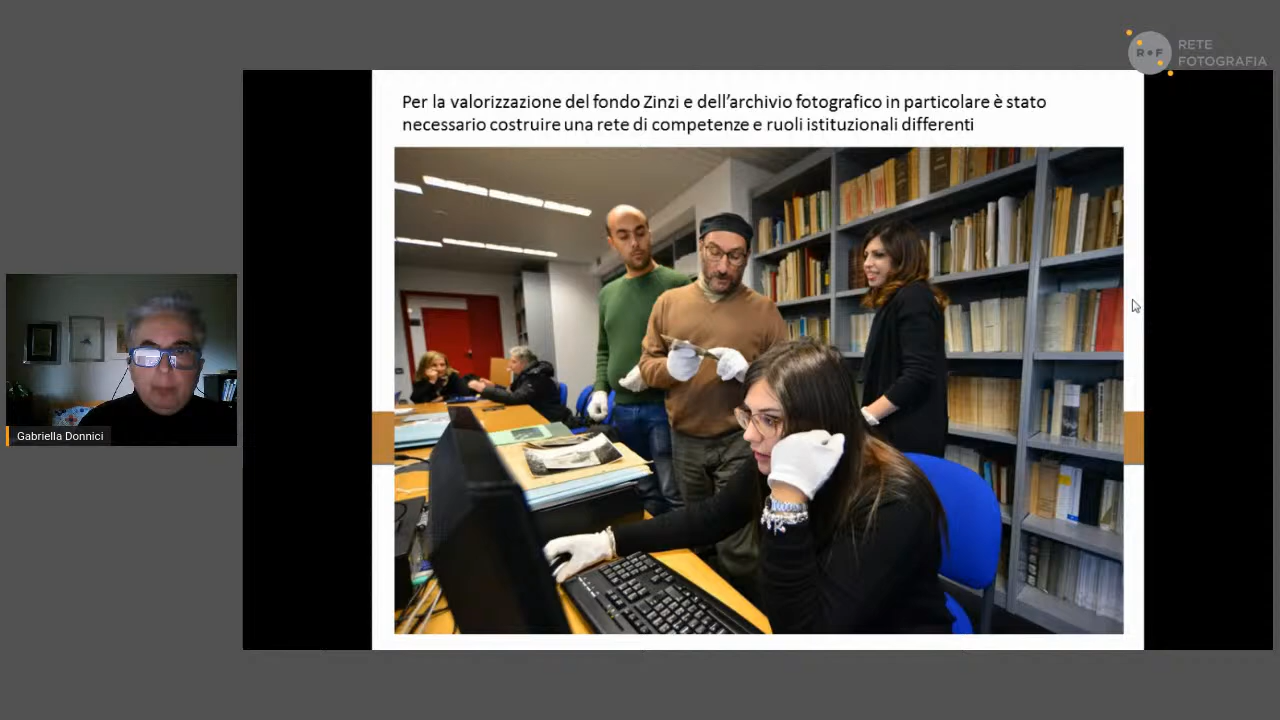 R F
RETE
FOTOGRAFIA
Per la valorizzazione del fondo Zinzi e dell'archivio fotografico in particolare è stato
necessario costruire una rete di competenze e ruoli istituzionali differenti
Gabriella Donnici